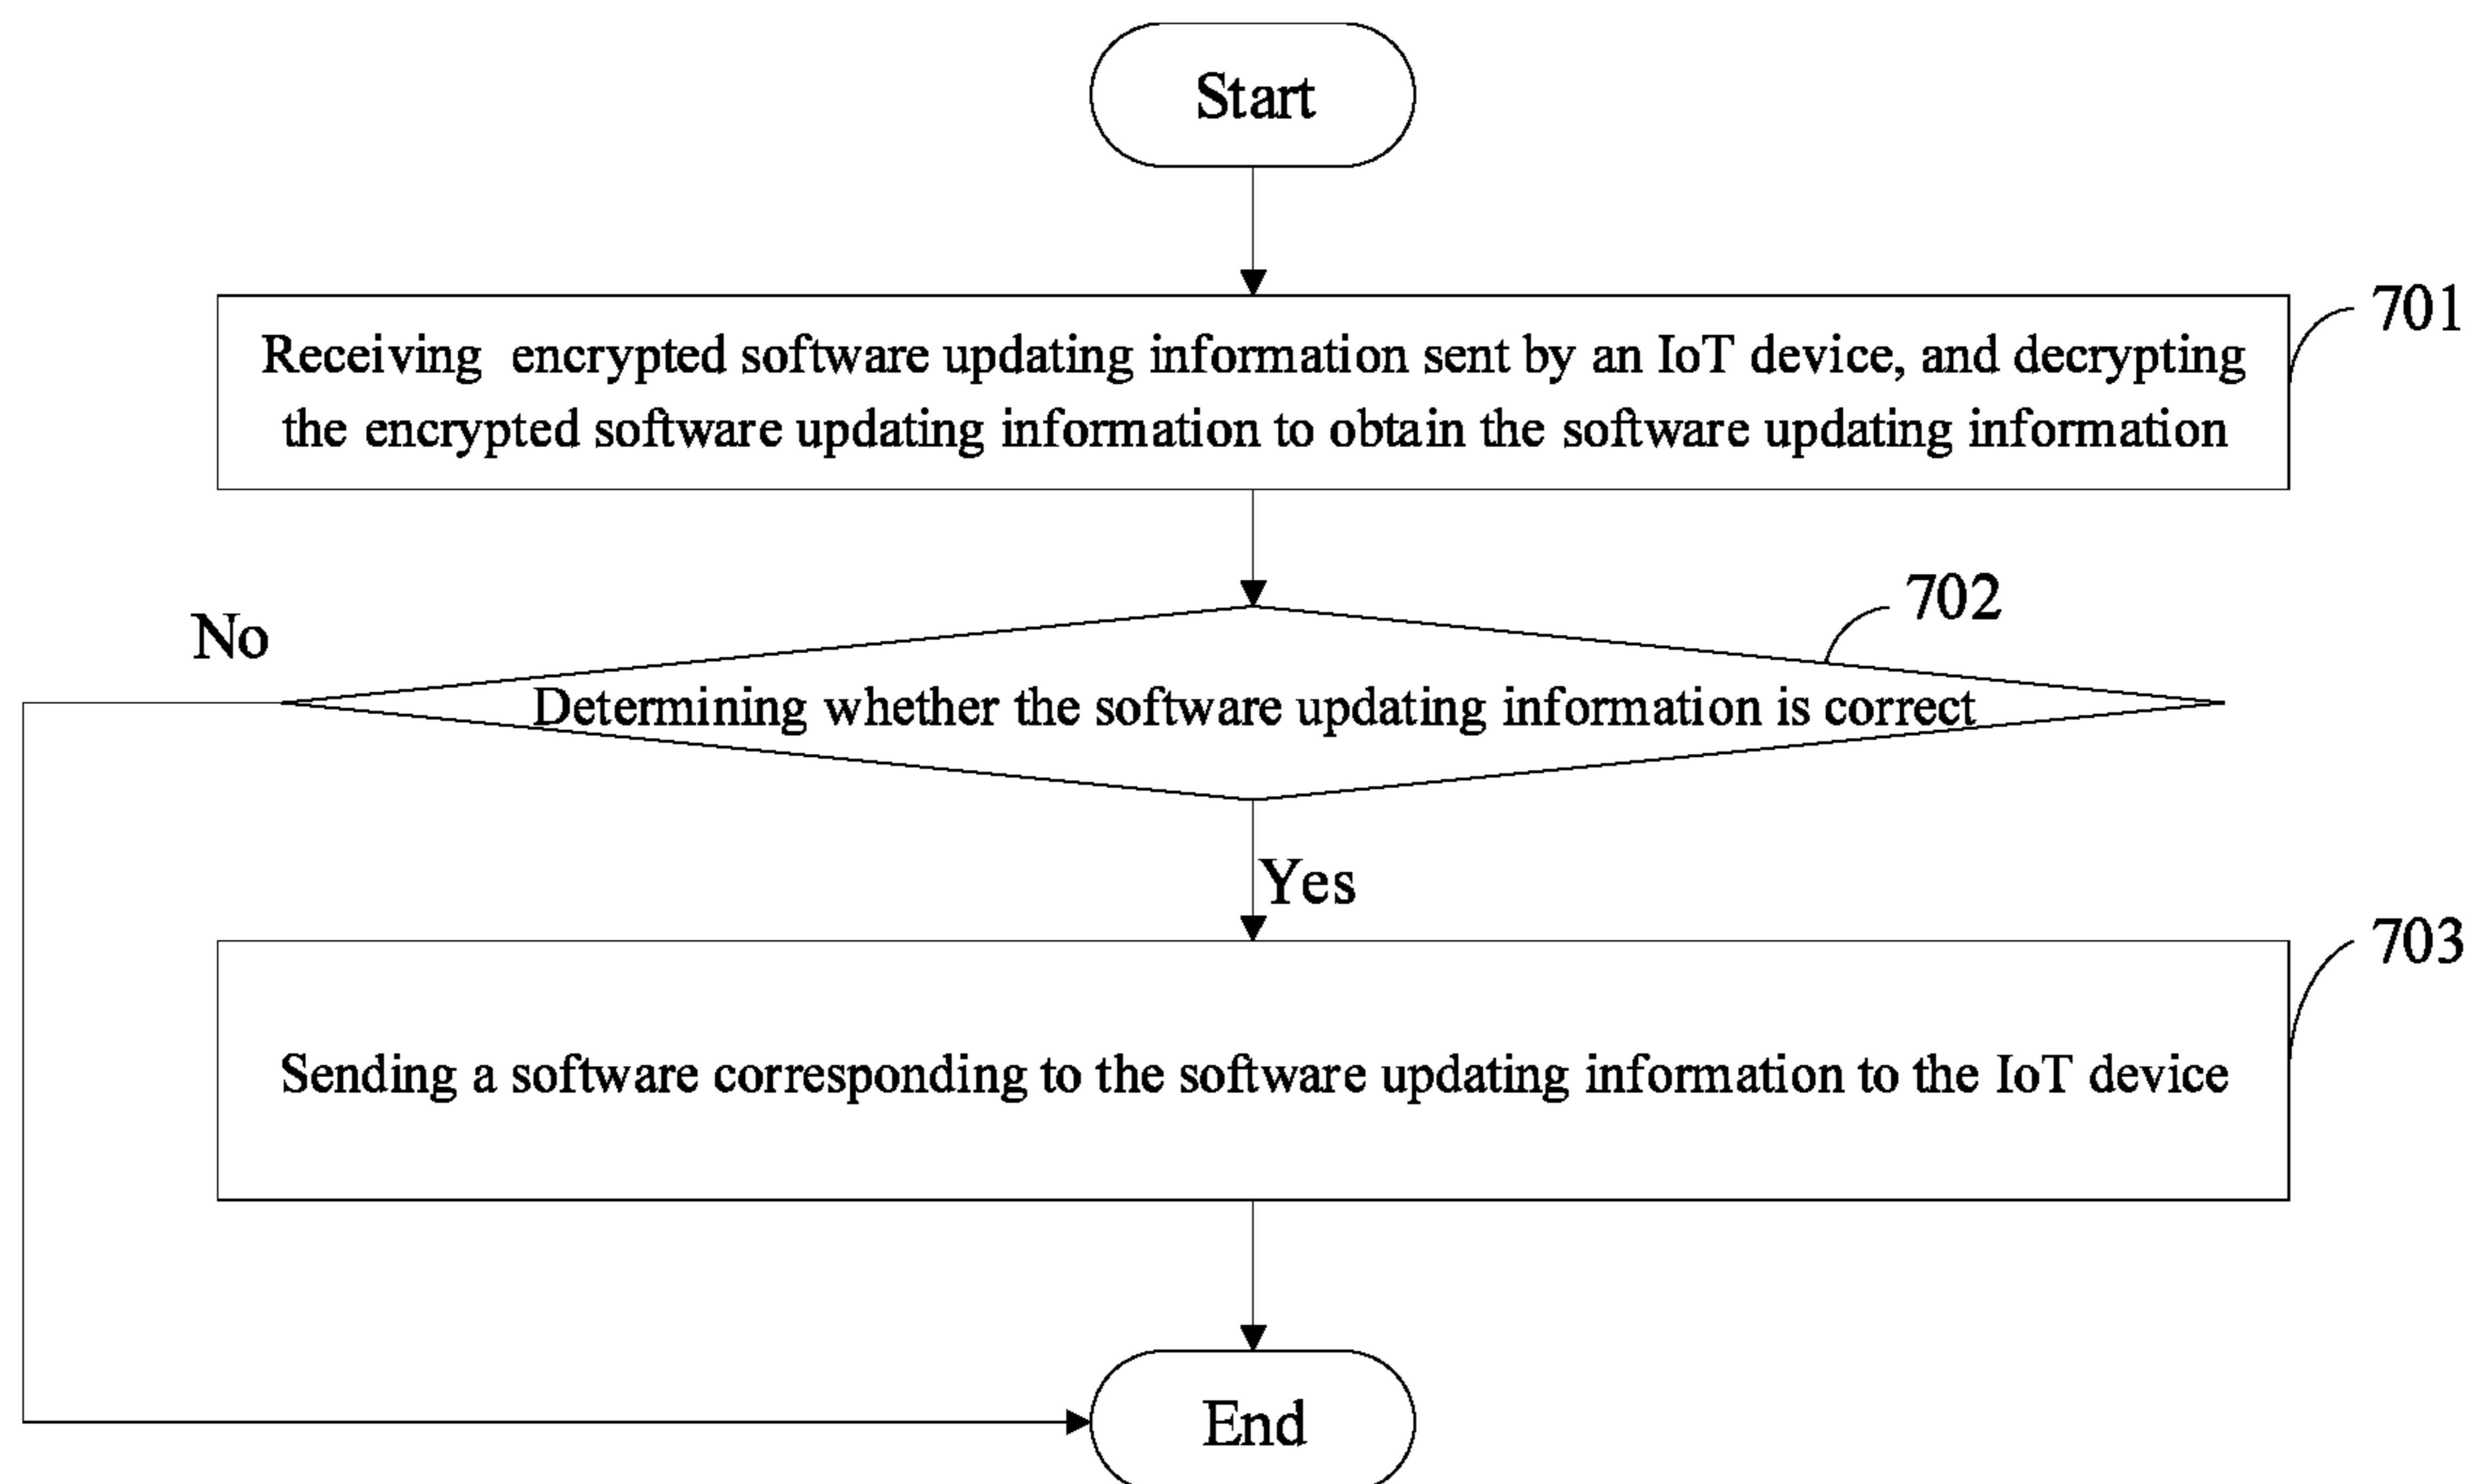 Start
701
Receiving  encrypted software updating information sent by an IoT device, and decrypting
the encrypted software updating information to obtain the software updating information
702
No
Determining whether the software updating information is correct
Yes
703
Sending a software corresponding to the software updating information to the IoT device
End